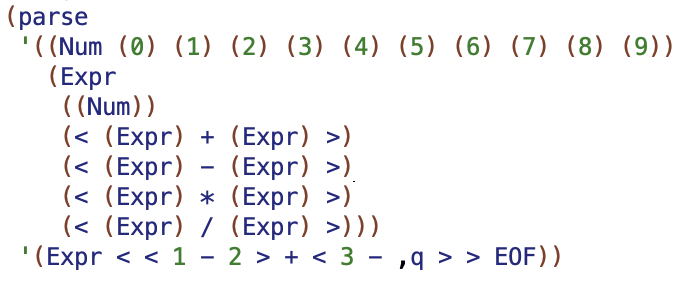 (parse
'((Num (0) (1) (2) (3) (4) (5) (6) (7) (8) (9))
(Expr
((Num))
(< (Expr) + (Expr) >)
(< (Expr) - (Expr) >)
(< (Expr) * (Expr) >)
(< (Expr) / (Expr) >)))
'(Expr < < 1 - 2 > + < 3 - ,q > > EOF))